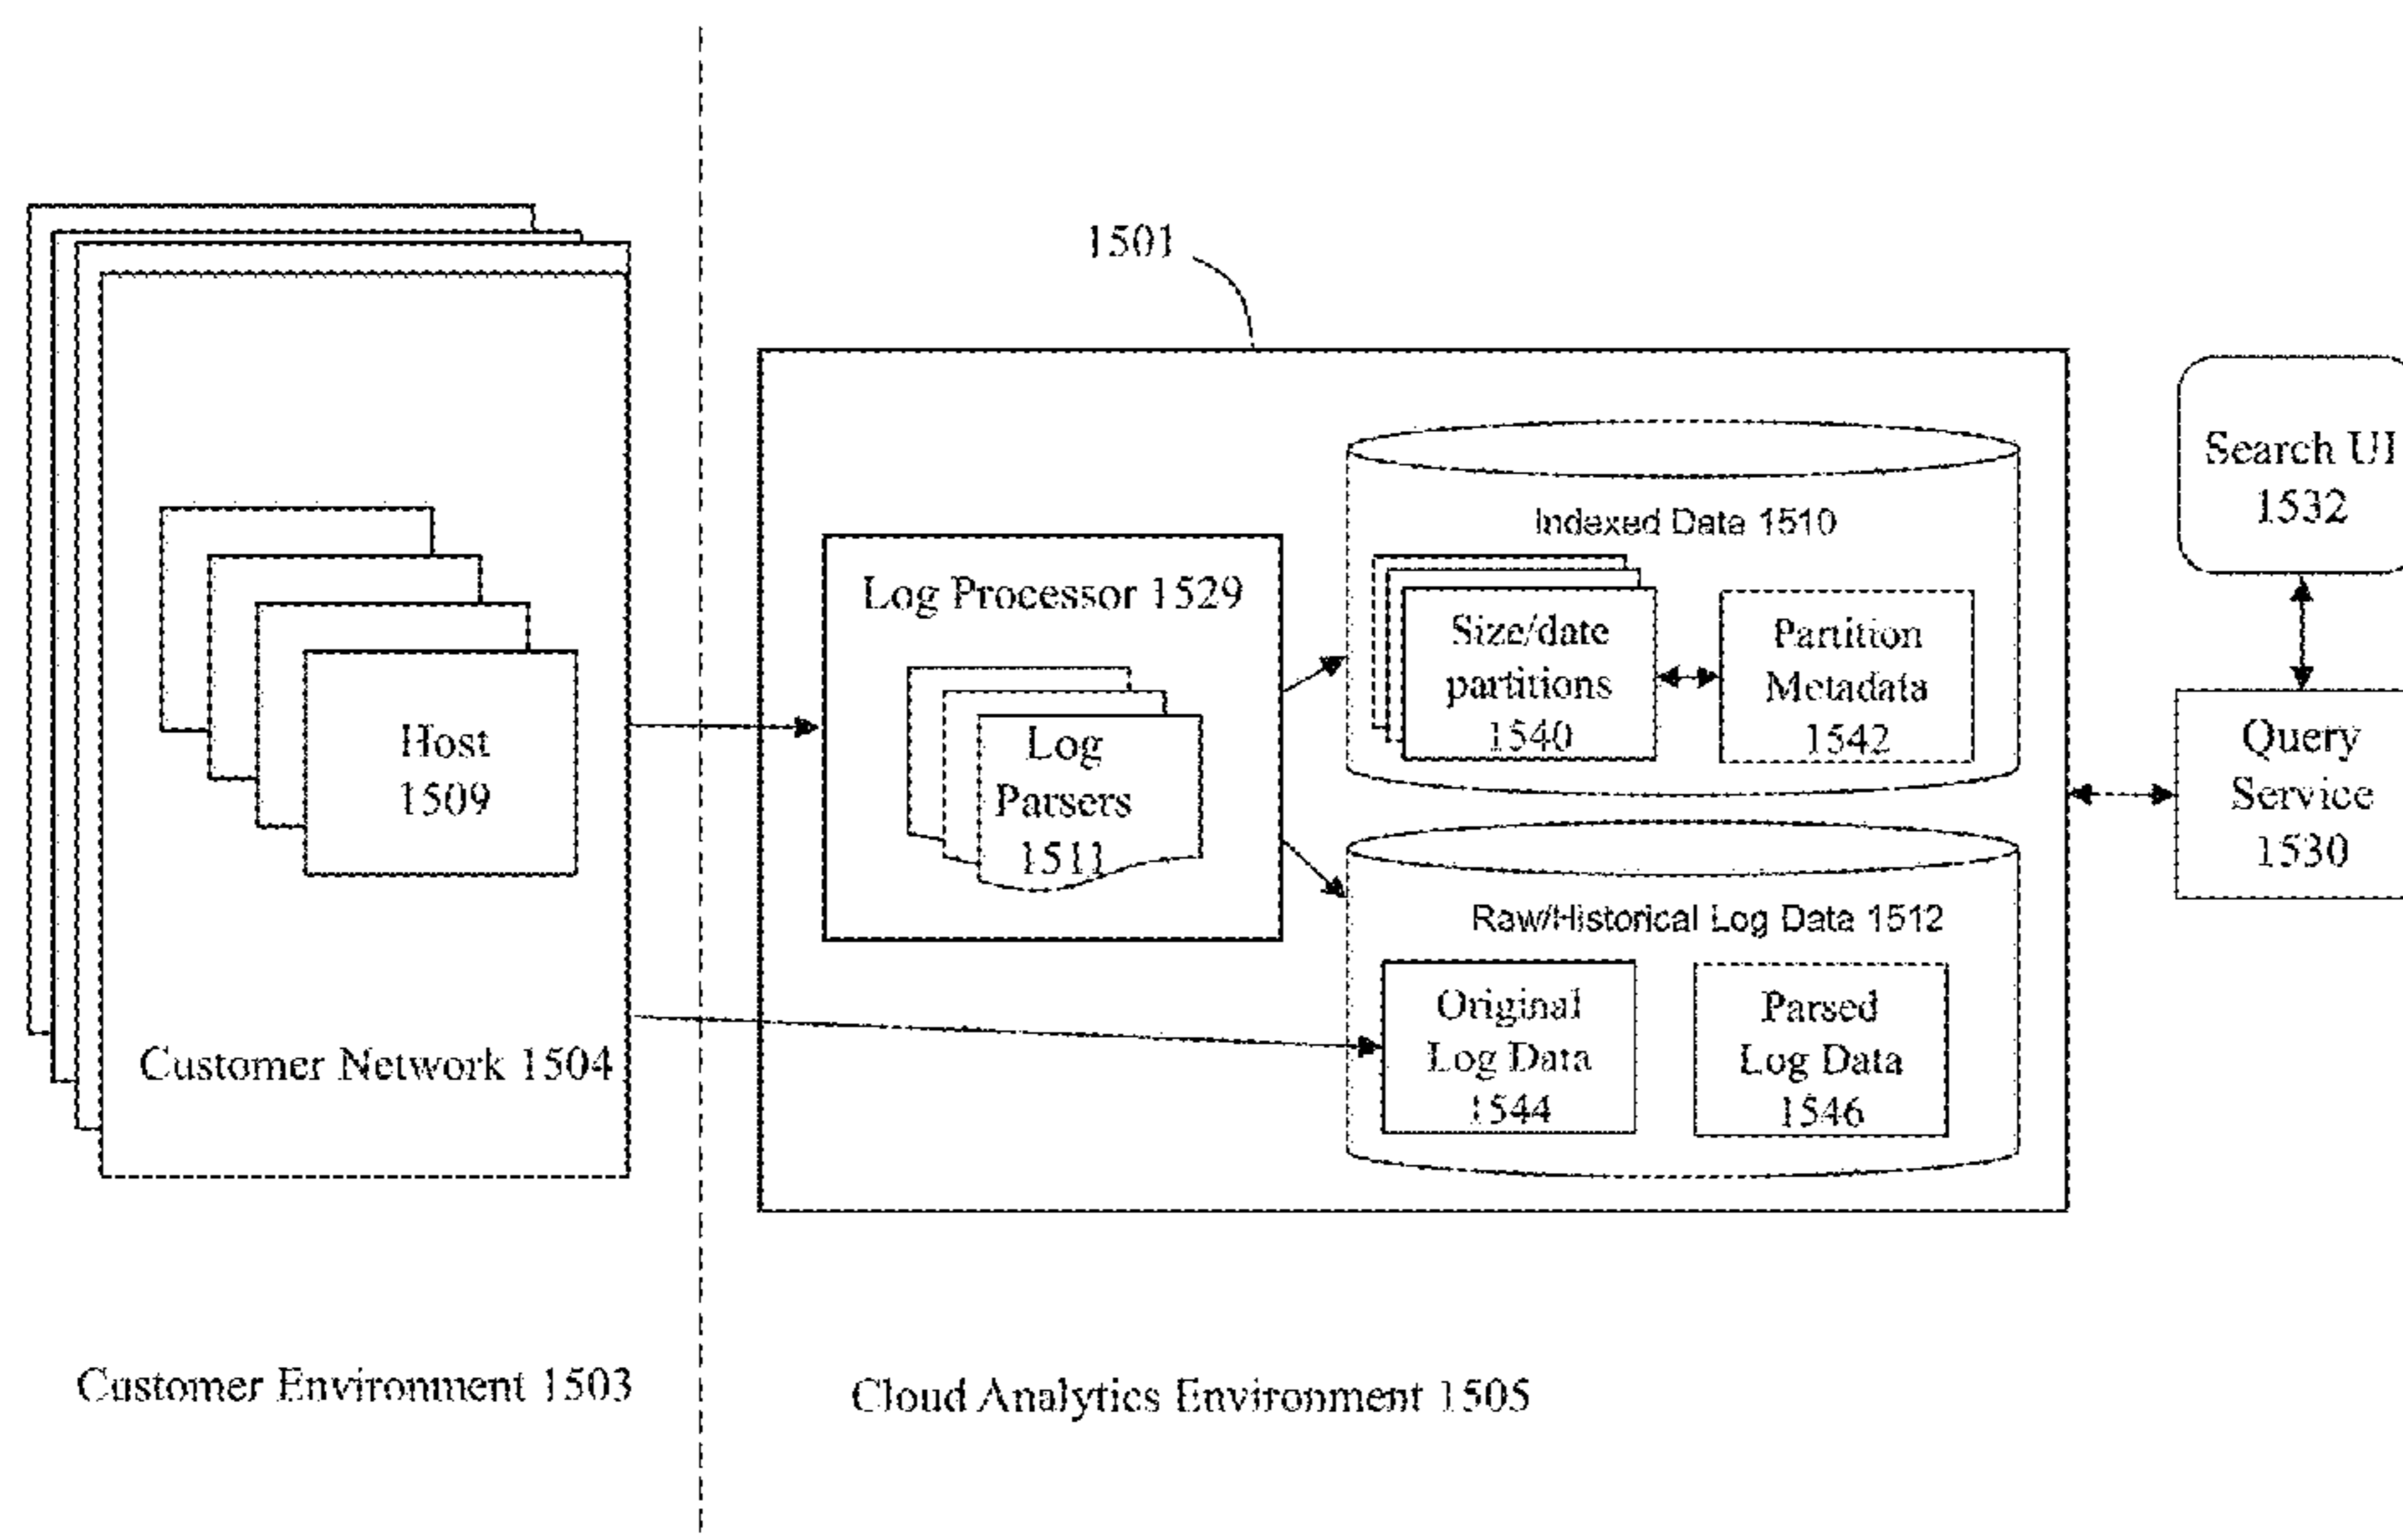 1501
Search UI
1532
Indexed Data 1510
Log Processor 1529
Size/date
partitions
1540
Partition
Metadata
1542
Query
Service
1530
Host
1509
Log
Parsers
1511
Raw/Historical Log Data 1512
Original
Log Data
1544
Parsed
Log Data
1546
Customer Network 1504
Customer Environment 1503
Cloud Analytics Environment 1505